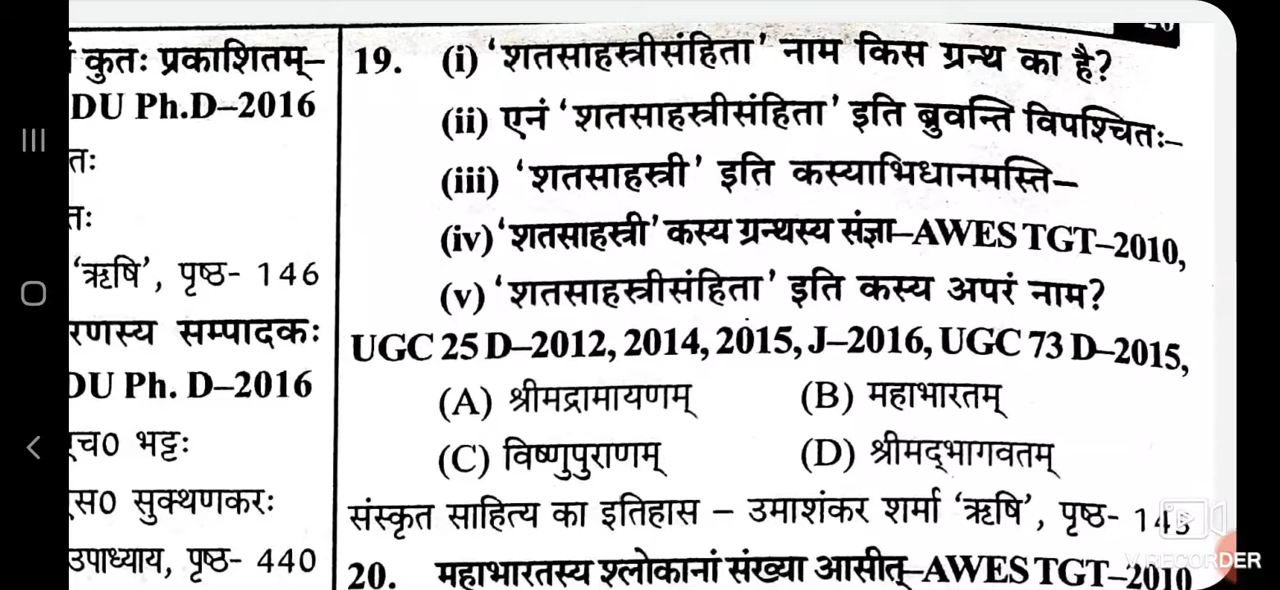 कुतः प्रकाशितम्–
DU Ph.D–2016
तः
तः
‘ऋषि’, पृष्ठ- 146
रणस्य सम्पादकः
DU Ph. D–2016
एच० भट्टः
एस० सुक्थणकरः
उपाध्याय, पृष्ठ- 440
19. (i) ‘शतसाहस्त्रीसंहिता’ नाम किस ग्रन्थ का है?
(ii) एनं ‘शतसाहस्त्रीसंहिता’ इति ब्रुवन्ति विपश्चितः–
(iii) ‘शतसाहस्त्री’ इति कस्याभिधानमस्ति–
(iv) ‘शतसाहस्त्री’ कस्य ग्रन्थस्य संज्ञा–AWES TGT–2010,
(v) ‘शतसाहस्त्रीसंहिता’ इति कस्य अपरं नाम?
UGC 25 D–2012, 2014, 2015, J–2016, UGC 73 D–2015,
(A) श्रीमद्रामायणम् (B) महाभारतम्
(C) विष्णुपुराणम् (D) श्रीमद्भागवतम्
संस्कृत साहित्य का इतिहास – उमाशंकर शर्मा ‘ऋषि’, पृष्ठ- 145
20. महाभारतस्य श्लोकानां संख्या आसीत्–AWES TGT–2010
V RECORDER